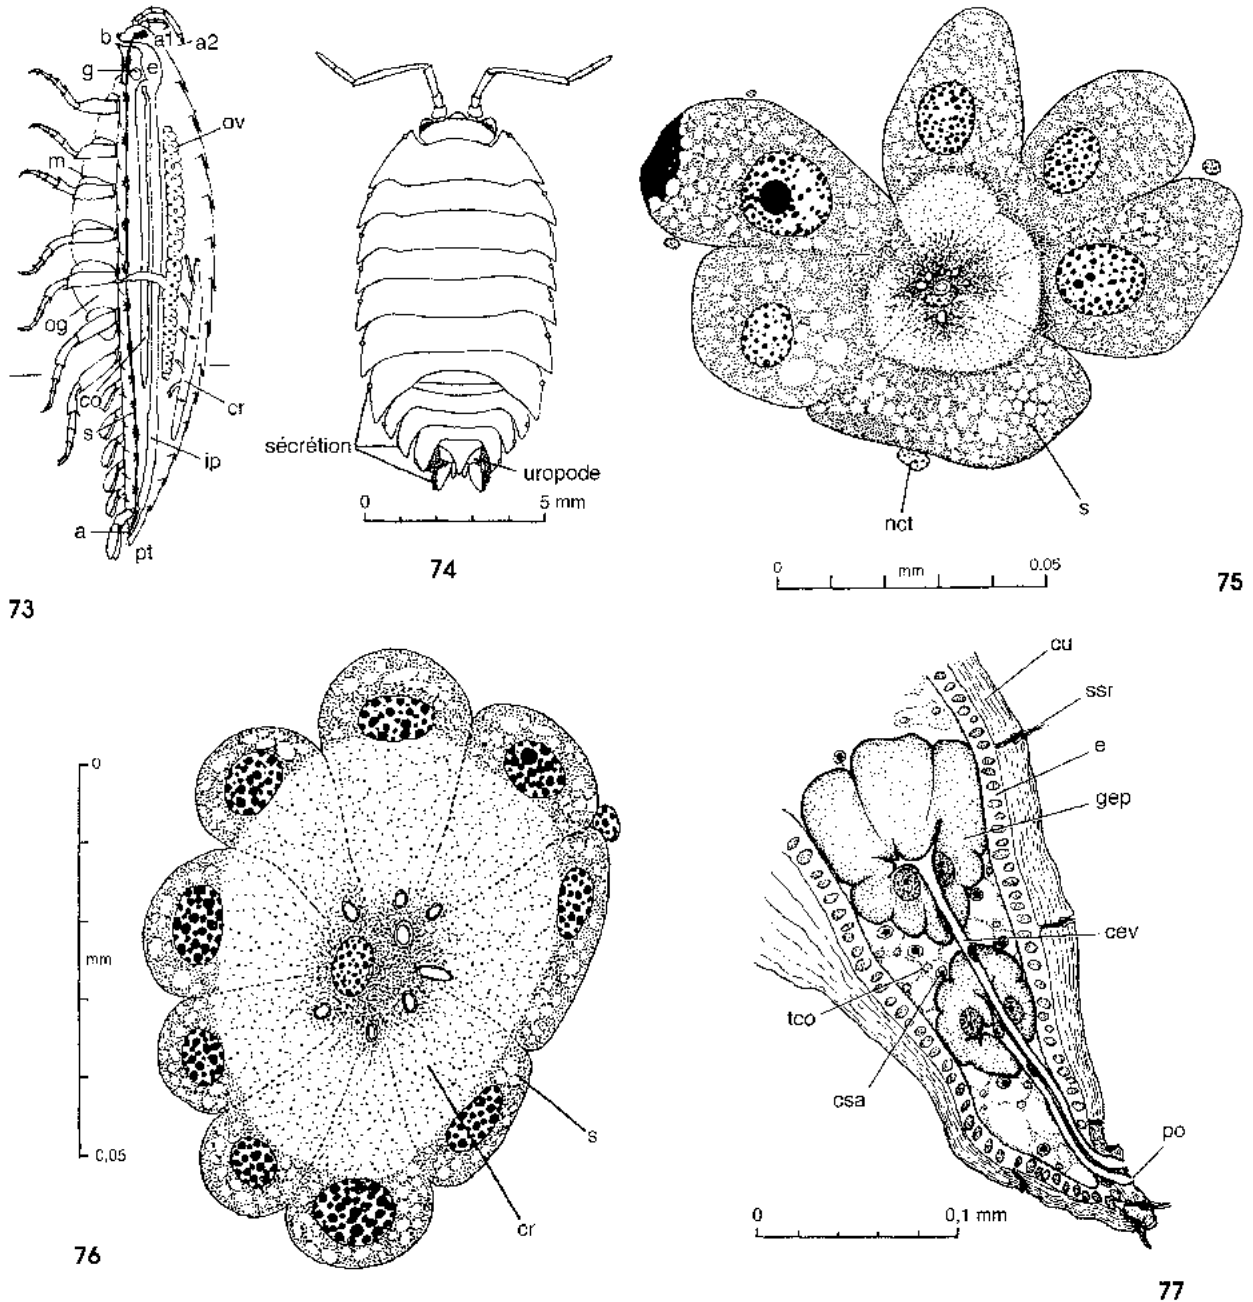 b
a1
a2
g
e
ov
m
og
co
cr
s
ip
a
pt
73
sécrétion
uropode
0
5 mm
74
s
nct
0
mm
0.05
75
0
mm
0,05
s
cr
76
cu
ssr
e
gep
cev
tco
csa
po
0
0,1 mm
77